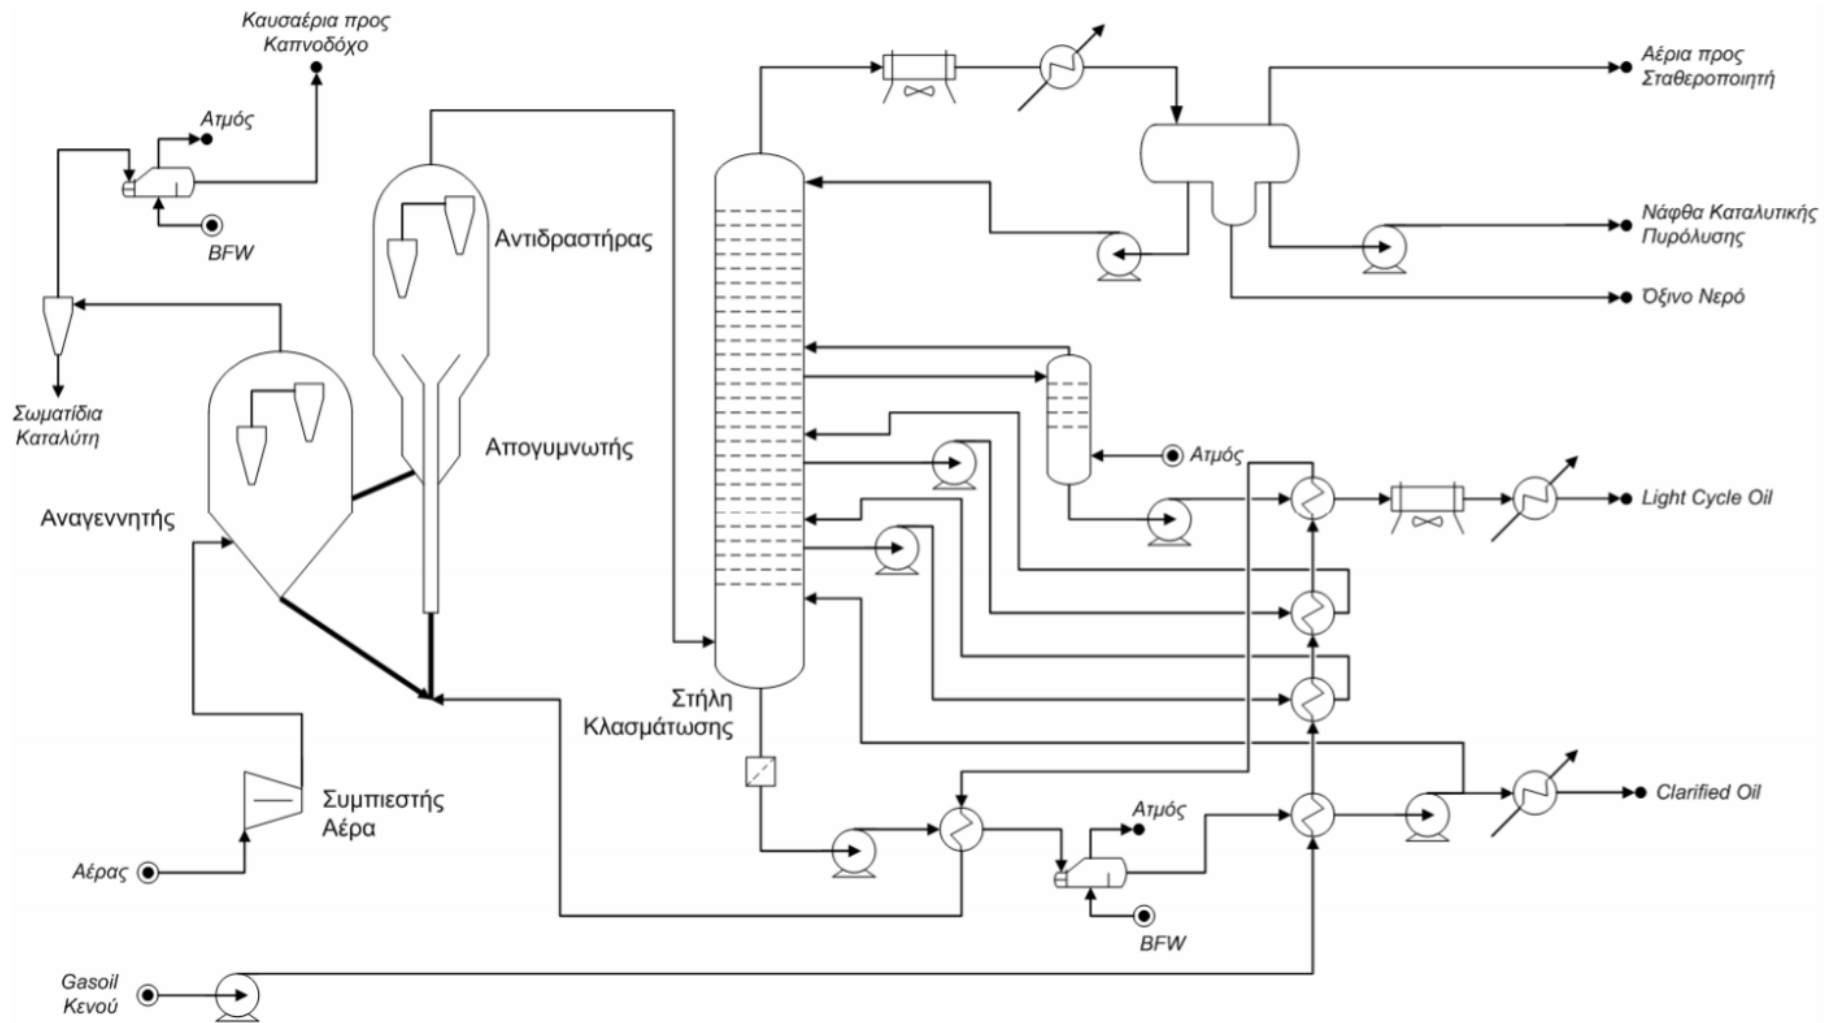 Καυσαέρια προς
Καπνοδόχο
Ατμός
BFW
Αντιδραστήρας
Αέρια προς
Σταθεροποιητή
Νάφθα Καταλυτικής
Πυρόλυσης
Όξινο Νερό
Σωματίδια
Καταλύτη
Απογυμνωτής
Αναγεννητής
Ατμός
Light Cycle Oil
Στήλη
Κλασμάτωσης
Συμπιεστής
Αέρα
Αέρας
Ατμός
Clarified Oil
BFW
Gasoil
Κενού